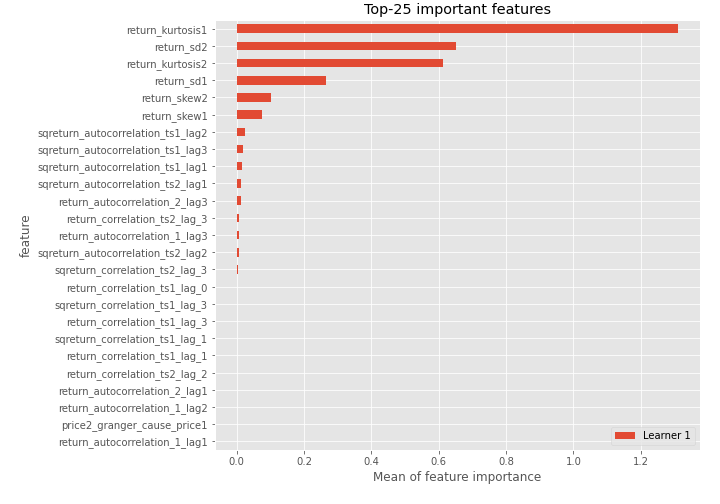 Top-25 important features
return_kurtosis1
return_sd2
return_kurtosis2
return_sd1
return_skew2
return_skew1
sqreturn_autocorrelation_ts1_lag2
sqreturn_autocorrelation_ts1_lag3
sqreturn_autocorrelation_ts1_lag1
sqreturn_autocorrelation_ts2_lag1
return_autocorrelation_2_lag3
return_correlation_ts2_lag_3
return_autocorrelation_1_lag3
sqreturn_autocorrelation_ts2_lag2
sqreturn_correlation_ts2_lag_3
return_correlation_ts1_lag_0
sqreturn_correlation_ts1_lag_3
return_correlation_ts1_lag_3
sqreturn_correlation_ts1_lag_1
return_correlation_ts1_lag_1
return_correlation_ts2_lag_2
return_autocorrelation_2_lag1
return_autocorrelation_1_lag2
price2_granger_cause_price1
return_autocorrelation_1_lag1
feature
Learner 1
0.0 0.2 0.4 0.6 0.8 1.0 1.2
Mean of feature importance